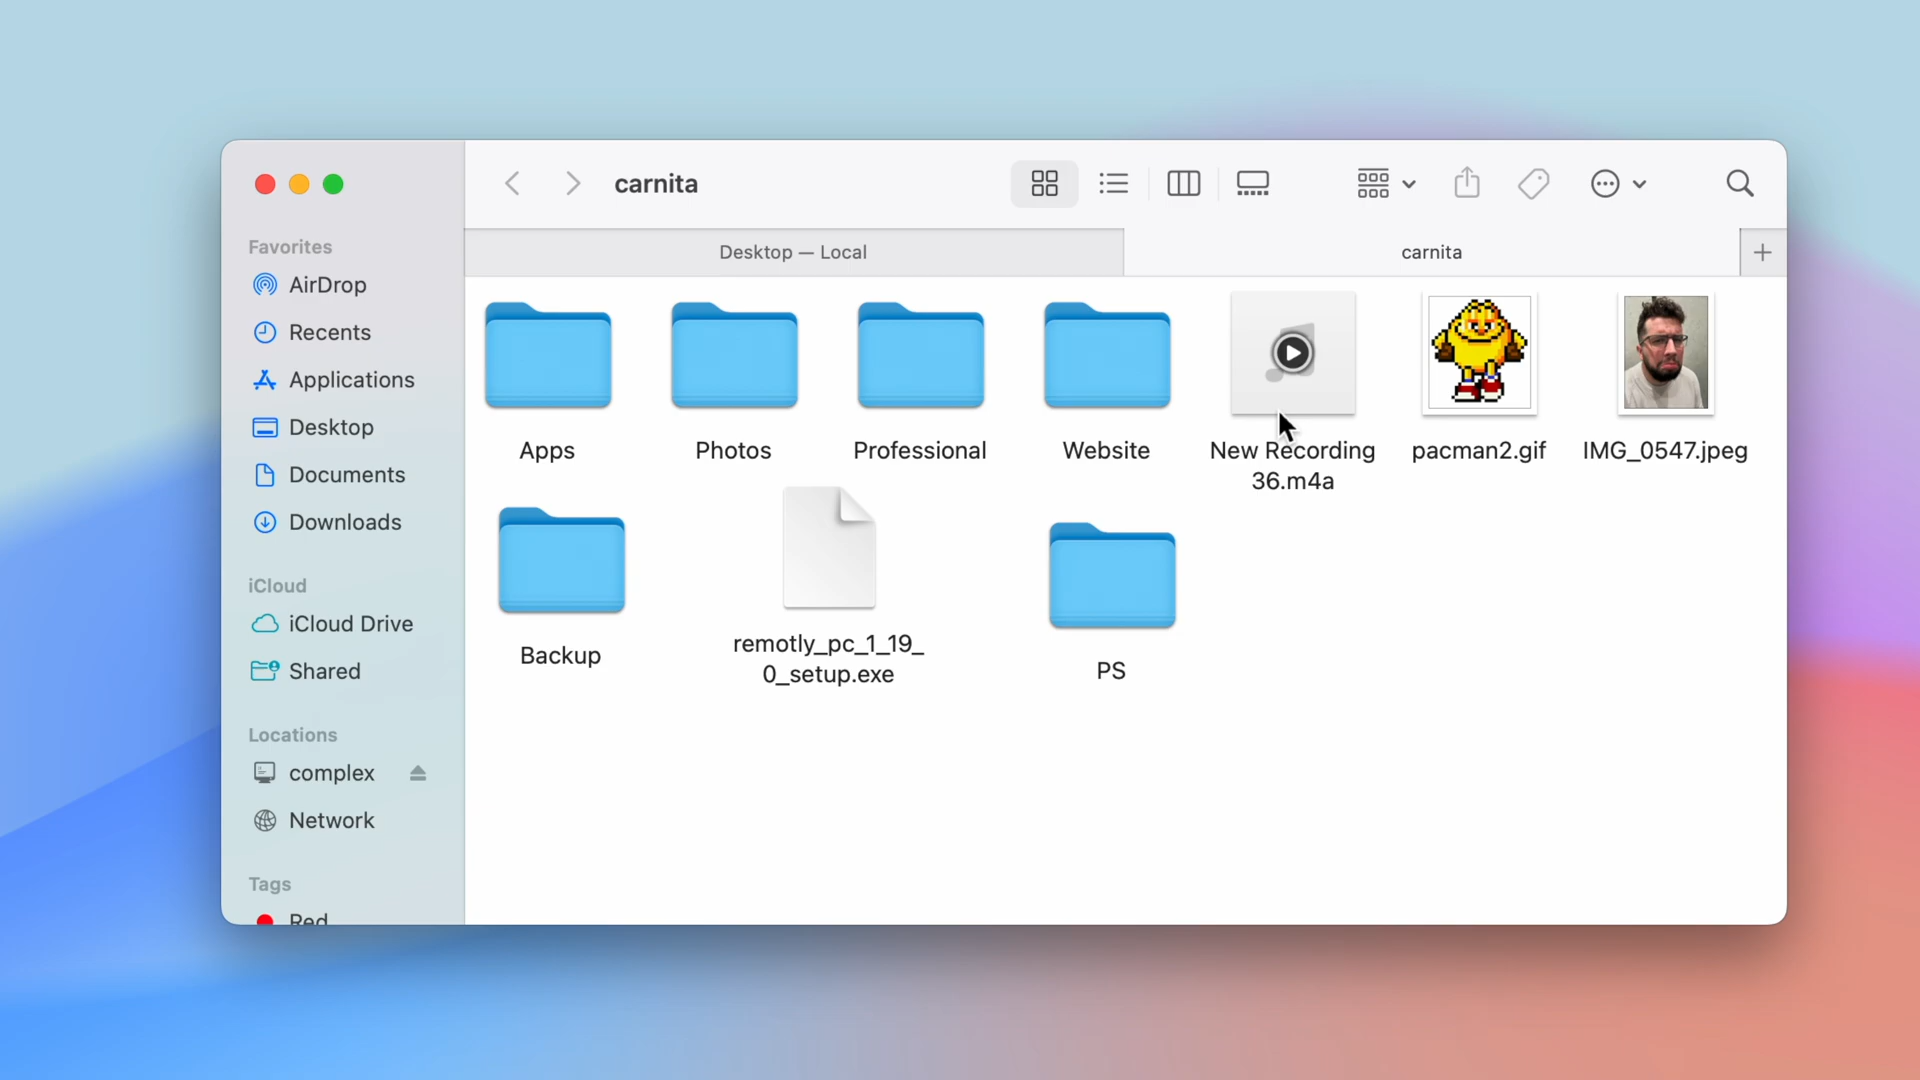 carnita
Desktop — Local
carnita
Favorites
AirDrop
Recents
Applications
Desktop
Documents
Downloads
iCloud
iCloud Drive
Shared
Locations
complex
Network
Tags
Red
Apps
Photos
Professional
Website
New Recording
36.m4a
pacman2.gif
IMG_0547.jpeg
Backup
remotly_pc_1_19_
0_setup.exe
PS